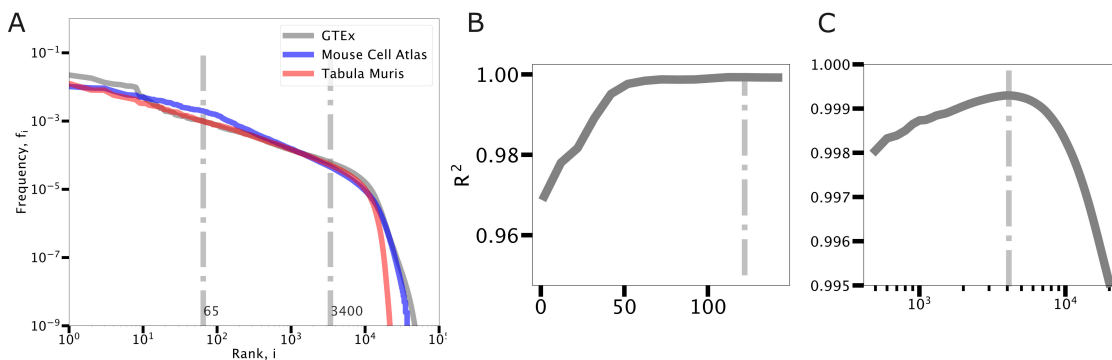 A
GTEx
Mouse Cell Atlas
Tabula Muris
10⁻¹
10⁻³
10⁻⁵
10⁻⁷
10⁻⁹
Frequency, fᵢ
65
3400
10⁰
10¹
10²
10³
10⁴
Rank, i
B
1.00
0.98
0.96
R²
0
50
100
C
1.000
0.999
0.998
0.997
0.996
0.995
10³
10⁴